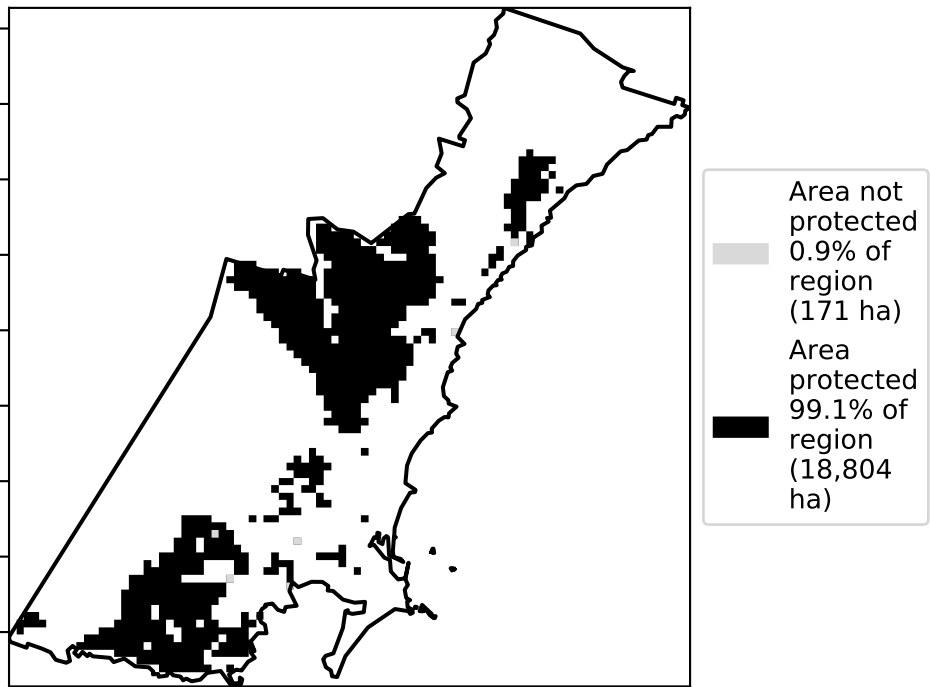 Area not
protected
0.9% of
region
(171 ha)
Area
protected
99.1% of
region
(18,804
ha)